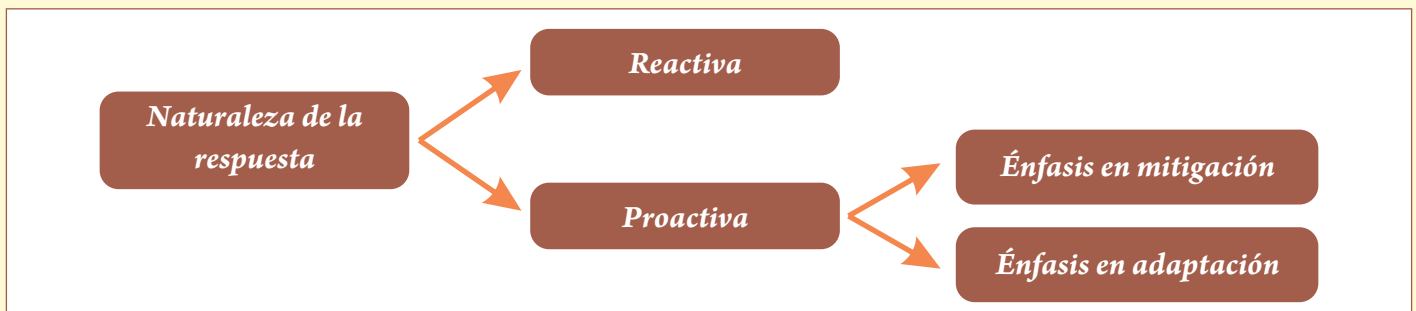 Naturaleza de la
respuesta
Reactiva
Proactiva
Énfasis en mitigación
Énfasis en adaptación